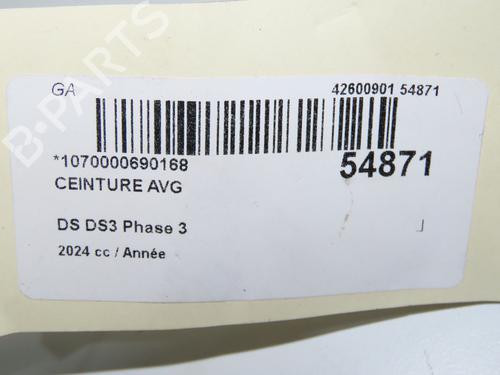 GA
42600901 54871
*1070000690168
54871
CEINTURE AVG
DS DS3 Phase 3
2024 cc / Année
B-PARTS